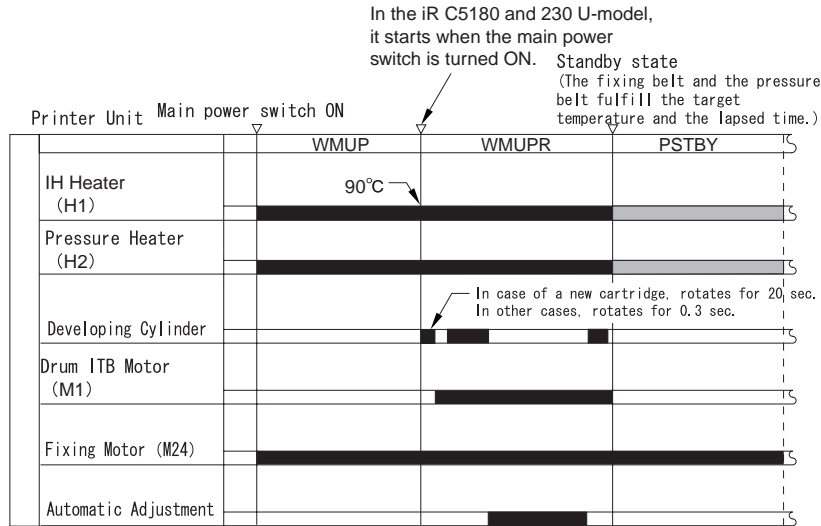 In the iR C5180 and 230 U-model,
it starts when the main power
switch is turned ON.
Standby state
(The fixing belt and the pressure
belt fulfill the target
temperature and the lapsed time.)
Printer Unit
Main power switch ON
WMUP
WMUPR
PSTBY
IH Heater
(H1)
90°C
Pressure Heater
(H2)
In case of a new cartridge, rotates for 20 sec.
In other cases, rotates for 0.3 sec.
Developing Cylinder
Drum ITB Motor
(M1)
Fixing Motor (M24)
Automatic Adjustment